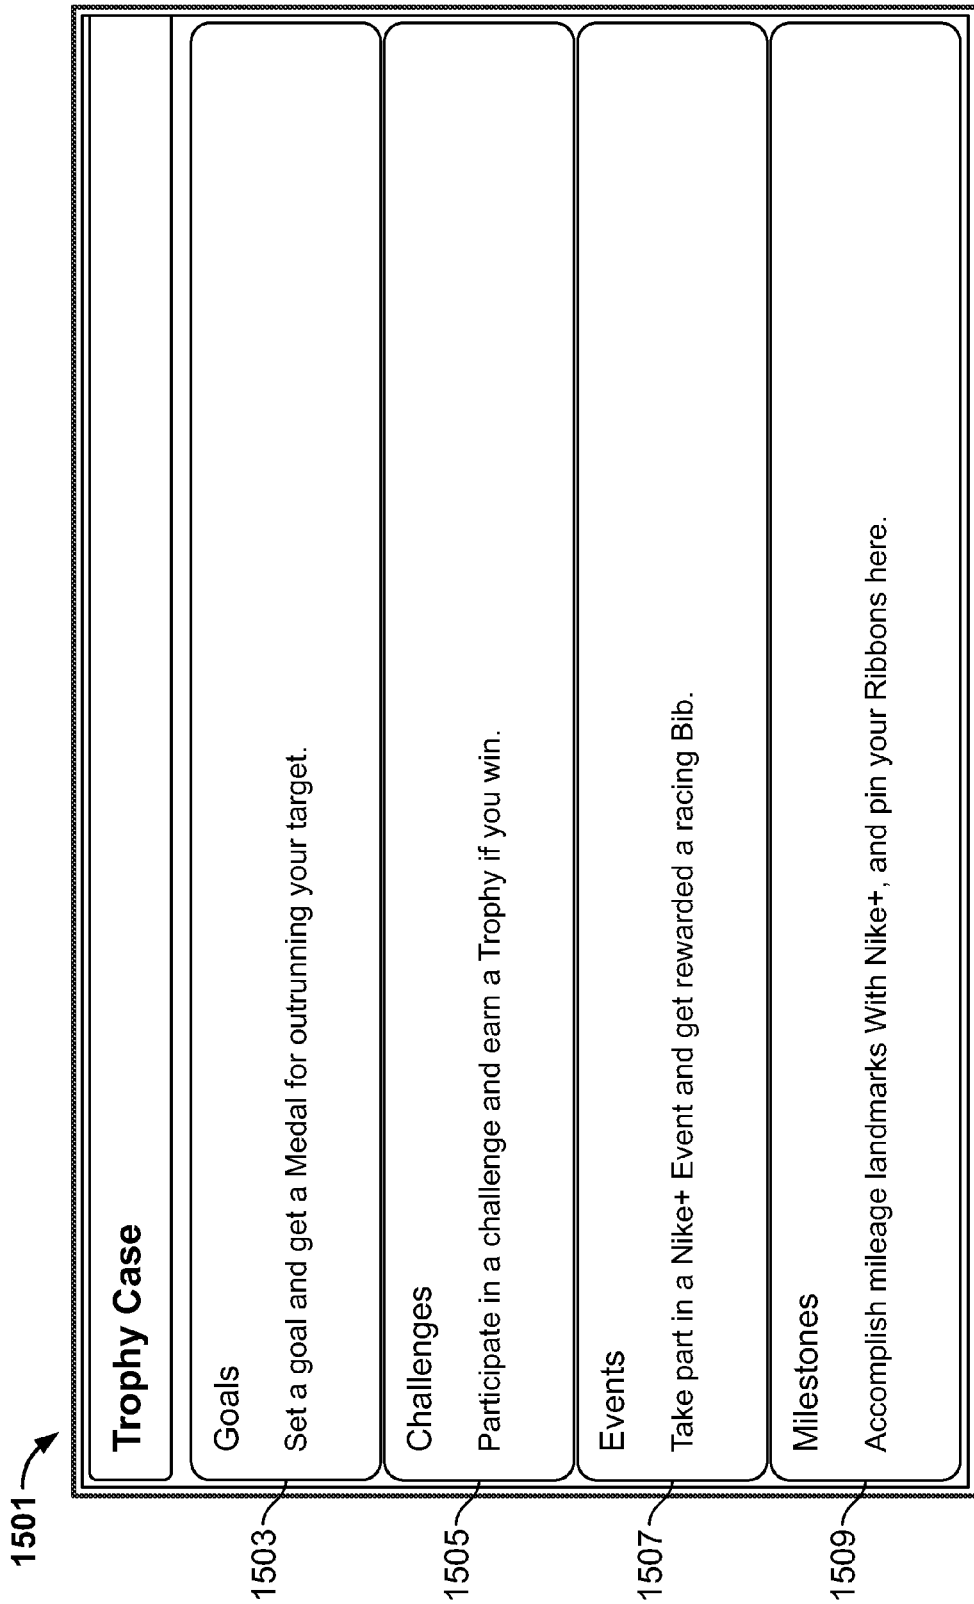 1501
Trophy Case
Goals
Set a goal and get a Medal for outrunning your target.
1503
Challenges
Participate in a challenge and earn a Trophy if you win.
1505
Events
Take part in a Nike+ Event and get rewarded a racing Bib.
1507
Milestones
Accomplish mileage landmarks With Nike+, and pin your Ribbons here.
1509